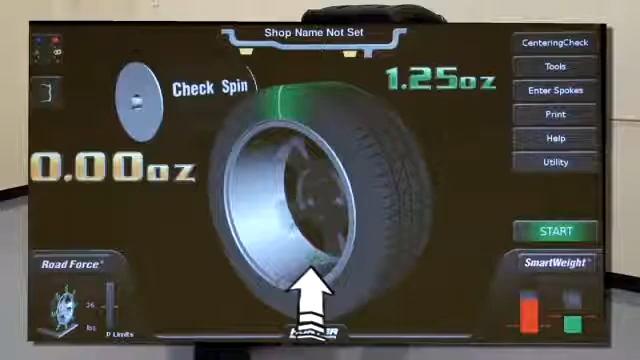 Shop Name Not Set
CenteringCheck
Tools
Enter Spokes
Print
Help
Utility
Check Spin
1.25oz
0.00oz
START
Road Force
SmartWeight
lbs
P Limits